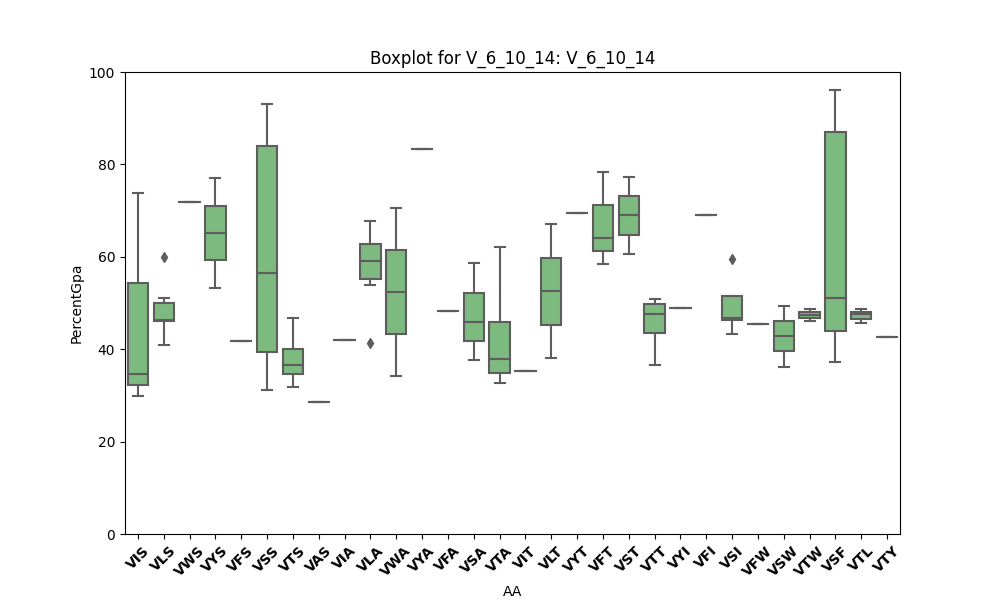 Boxplot for V_6_10_14: V_6_10_14
100
80
60
40
20
0
PercentGpa
VIS VLS VWS VYS VFS VSS VTS VAS VIA VLA VWA VYA VFA VSA VTA VIT VLT VYT VFT VST VTT VYI VFI VSI VFW VSW VTW VSF VTL VTY
AA